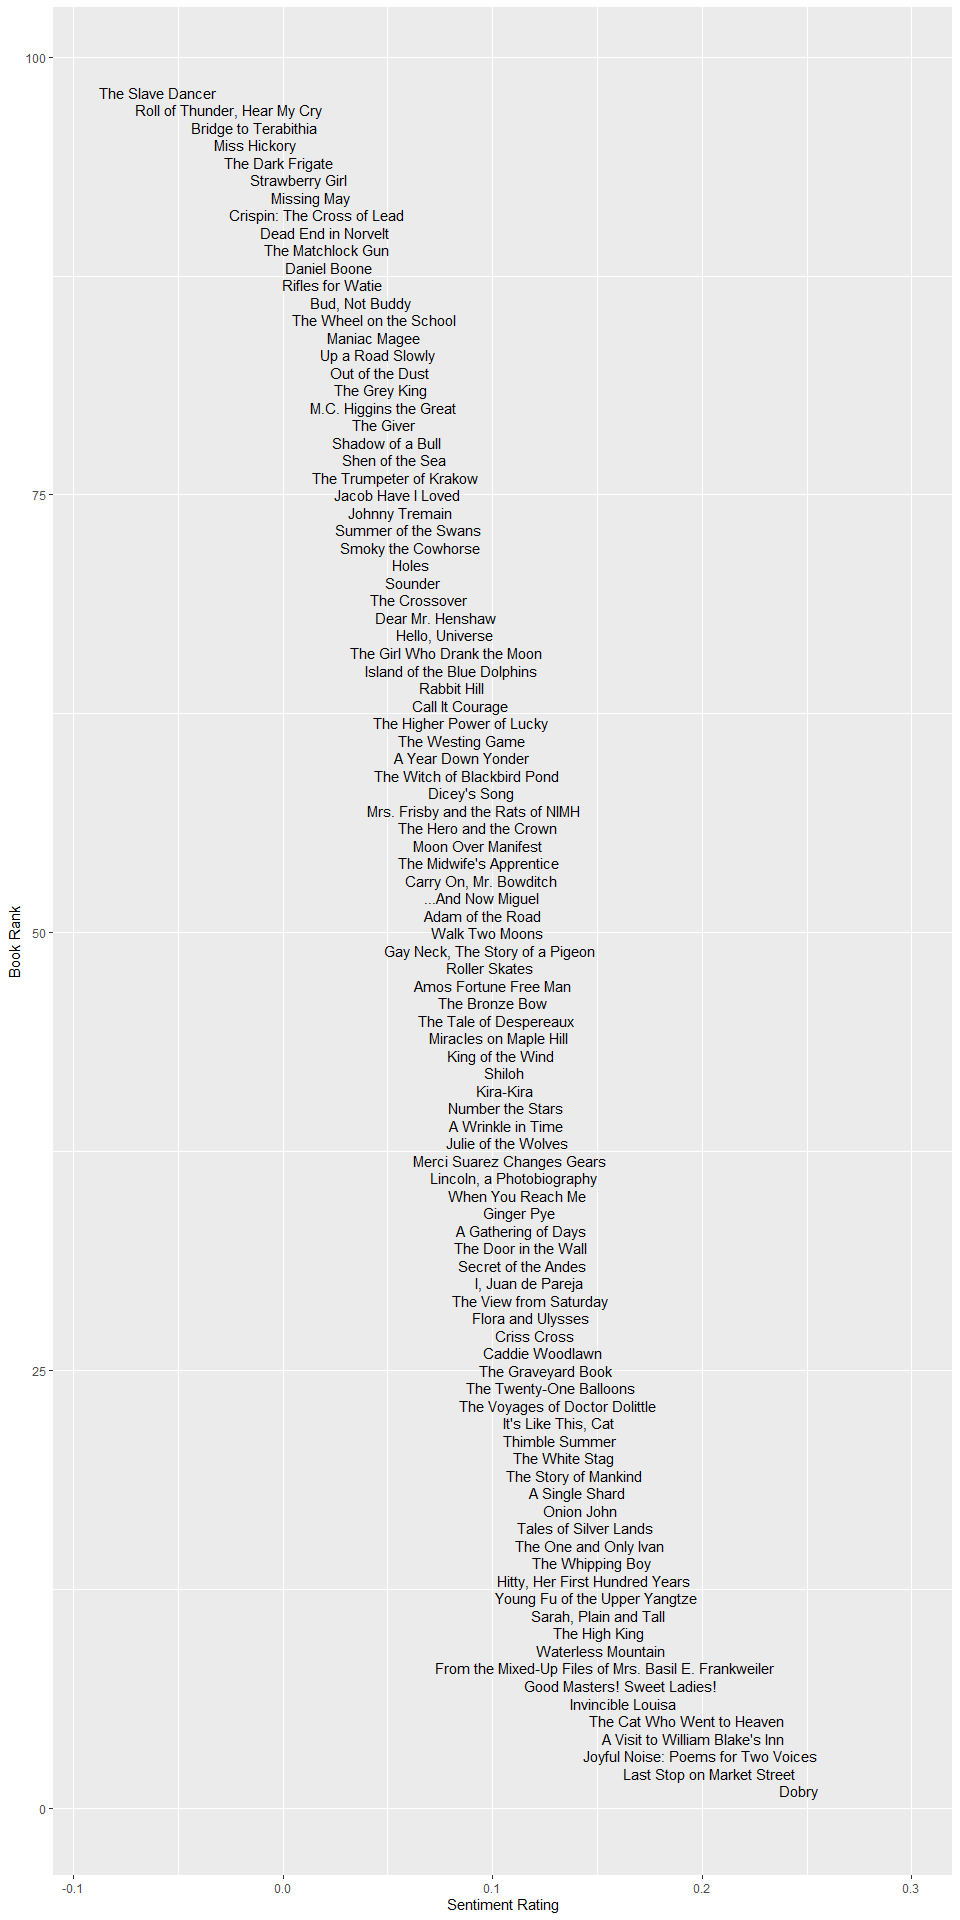 100
The Slave Dancer
Roll of Thunder, Hear My Cry
Bridge to Terabithia
Miss Hickory
The Dark Frigate
Strawberry Girl
Missing May
Crispin: The Cross of Lead
Dead End in Norvelt
The Matchlock Gun
Daniel Boone
Rifles for Watie
Bud, Not Buddy
The Wheel on the School
Maniac Magee
Up a Road Slowly
Out of the Dust
The Grey King
M.C. Higgins the Great
The Giver
Shadow of a Bull
Shen of the Sea
The Trumpeter of Krakow
75
Jacob Have I Loved
Johnny Tremain
Summer of the Swans
Smoky the Cowhorse
Holes
Sounder
The Crossover
Dear Mr. Henshaw
Hello, Universe
The Girl Who Drank the Moon
Island of the Blue Dolphins
Rabbit Hill
Call It Courage
The Higher Power of Lucky
The Westing Game
A Year Down Yonder
The Witch of Blackbird Pond
Dicey's Song
Mrs. Frisby and the Rats of NIMH
The Hero and the Crown
Moon Over Manifest
The Midwife's Apprentice
Carry On, Mr. Bowditch
...And Now Miguel
Adam of the Road
50
Walk Two Moons
Book Rank
Gay Neck, The Story of a Pigeon
Roller Skates
Amos Fortune Free Man
The Bronze Bow
The Tale of Despereaux
Miracles on Maple Hill
King of the Wind
Shiloh
Kira-Kira
Number the Stars
A Wrinkle in Time
Julie of the Wolves
Merci Suarez Changes Gears
Lincoln, a Photobiography
When You Reach Me
Ginger Pye
A Gathering of Days
The Door in the Wall
Secret of the Andes
I, Juan de Pareja
The View from Saturday
Flora and Ulysses
Criss Cross
Caddie Woodlawn
25
The Graveyard Book
The Twenty-One Balloons
The Voyages of Doctor Dolittle
It's Like This, Cat
Thimble Summer
The White Stag
The Story of Mankind
A Single Shard
Onion John
Tales of Silver Lands
The One and Only Ivan
The Whipping Boy
Hitty, Her First Hundred Years
Young Fu of the Upper Yangtze
Sarah, Plain and Tall
The High King
Waterless Mountain
From the Mixed-Up Files of Mrs. Basil E. Frankweiler
Good Masters! Sweet Ladies!
Invincible Louisa
The Cat Who Went to Heaven
A Visit to William Blake's Inn
Joyful Noise: Poems for Two Voices
Last Stop on Market Street
Dobry
0
-0.1 0.0 0.1 0.2 0.3
Sentiment Rating